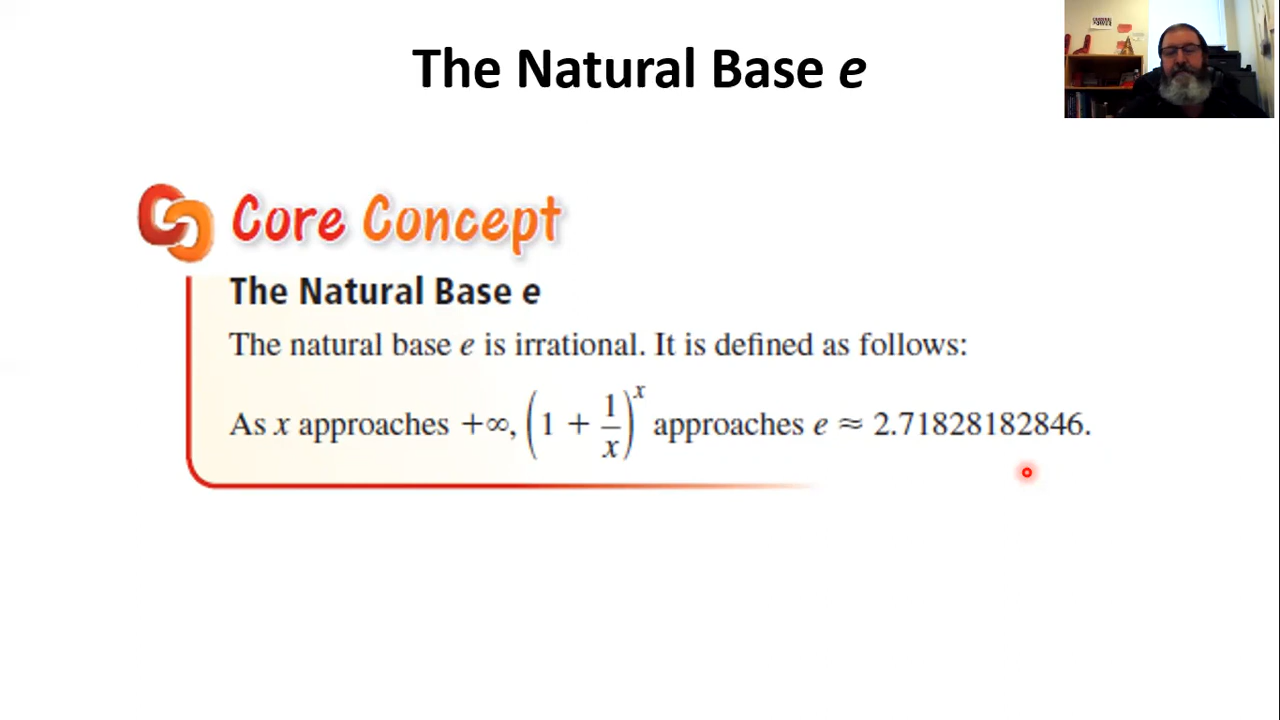 The Natural Base e
Core Concept
The Natural Base e
The natural base e is irrational. It is defined as follows:
As x approaches +∞, (1 + 1/x)^x approaches e ≈ 2.71828182846.